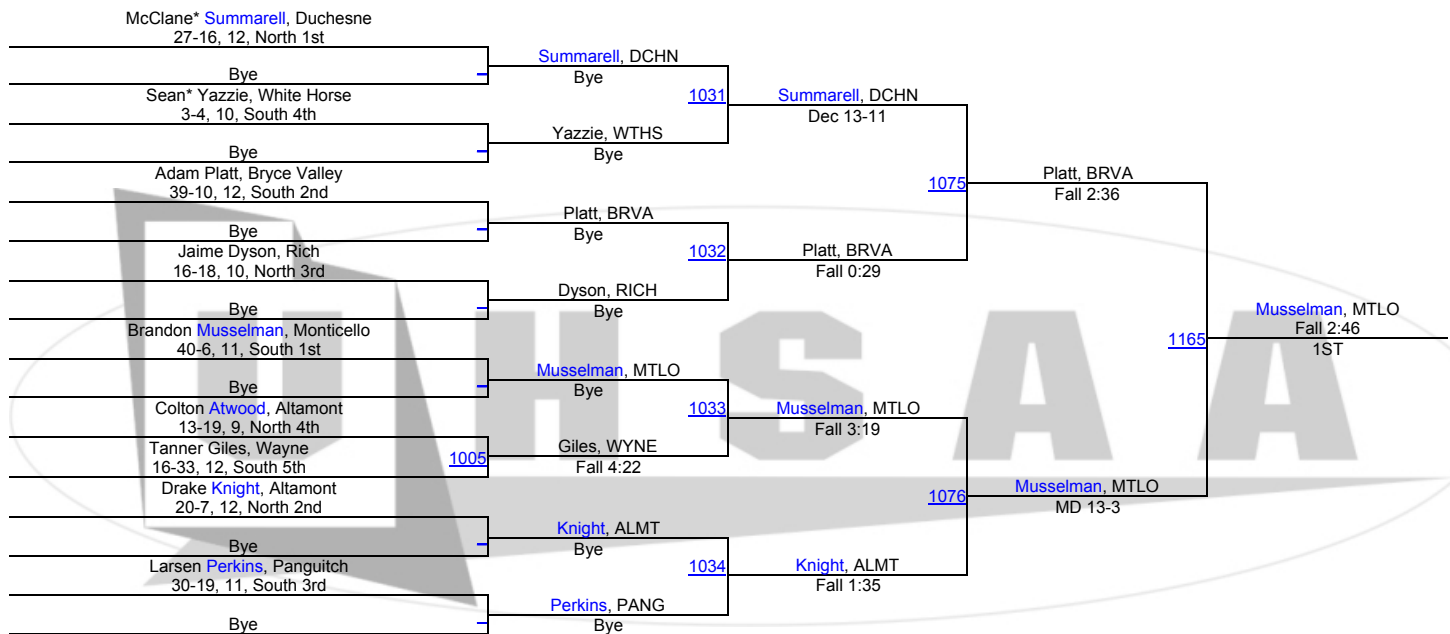 McClane* Summarell, Duchesne
27-16, 12, North 1st
Bye
Sean* Yazzie, White Horse
3-4, 10, South 4th
Bye
Adam Platt, Bryce Valley
39-10, 12, South 2nd
Bye
Jaime Dyson, Rich
16-18, 10, North 3rd
Bye
Brandon Musselman, Monticello
40-6, 11, South 1st
Bye
Colton Atwood, Altamont
13-19, 9, North 4th
Tanner Giles, Wayne
16-33, 12, South 5th
1005
Drake Knight, Altamont
20-7, 12, North 2nd
Bye
Larsen Perkins, Panguitch
30-19, 11, South 3rd
Bye
Summarell, DCHN
Bye
1031
Yazzie, WTHS
Bye
Platt, BRVA
Bye
1032
Dyson, RICH
Bye
Musselman, MTLO
Bye
1033
Giles, WYNE
Fall 4:22
Knight, ALMT
Bye
1034
Perkins, PANG
Bye
Summarell, DCHN
Dec 13-11
1075
Platt, BRVA
Fall 0:29
Musselman, MTLO
Fall 3:19
1076
Knight, ALMT
Fall 1:35
Platt, BRVA
Fall 2:36
1165
Musselman, MTLO
MD 13-3
Musselman, MTLO
Fall 2:46
1ST
UHSAA